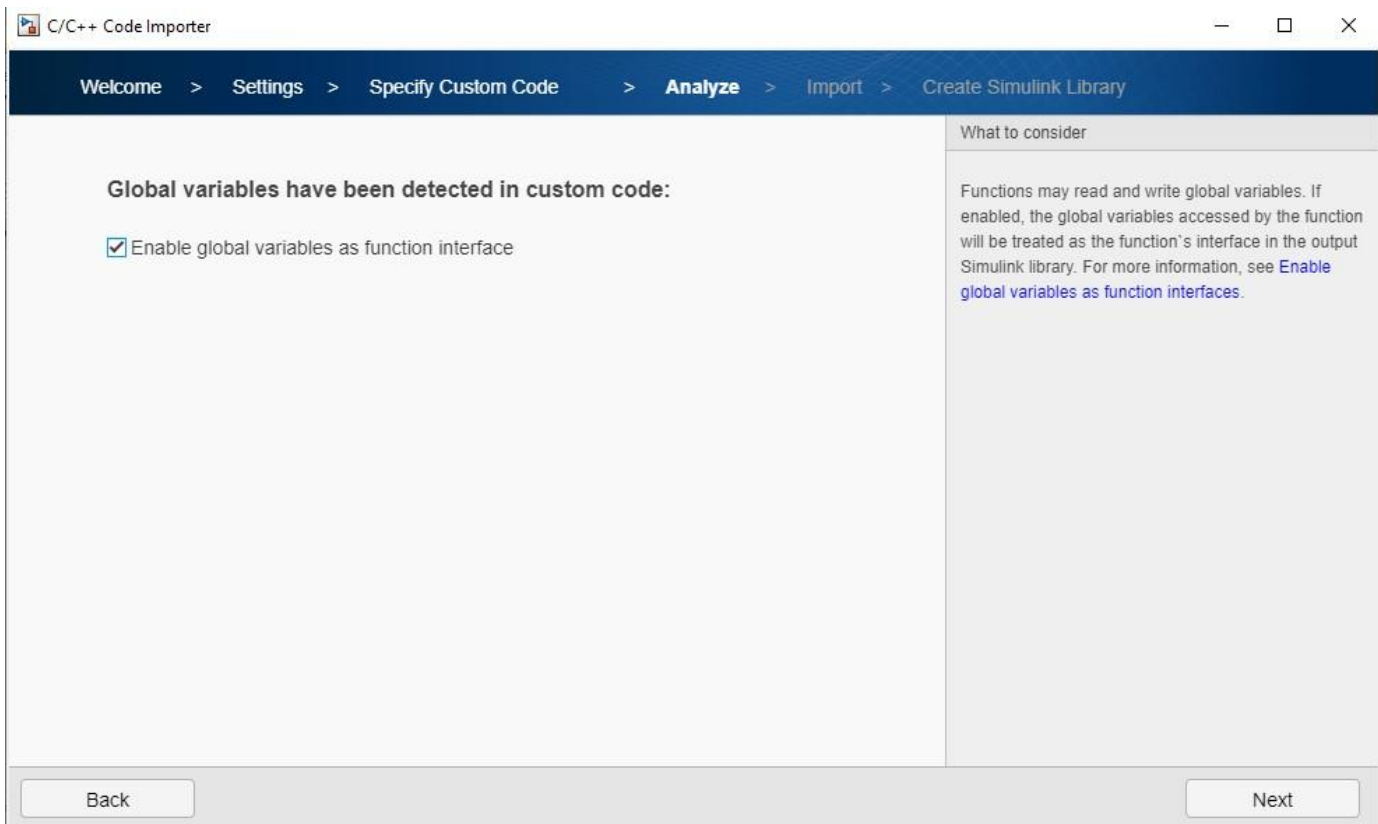 C/C++ Code Importer
Welcome > Settings > Specify Custom Code > Analyze > Import > Create Simulink Library
What to consider
Global variables have been detected in custom code:
Enable global variables as function interface
Functions may read and write global variables. If
enabled, the global variables accessed by the function
will be treated as the function`s interface in the output
Simulink library. For more information, see Enable
global variables as function interfaces.
Back
Next